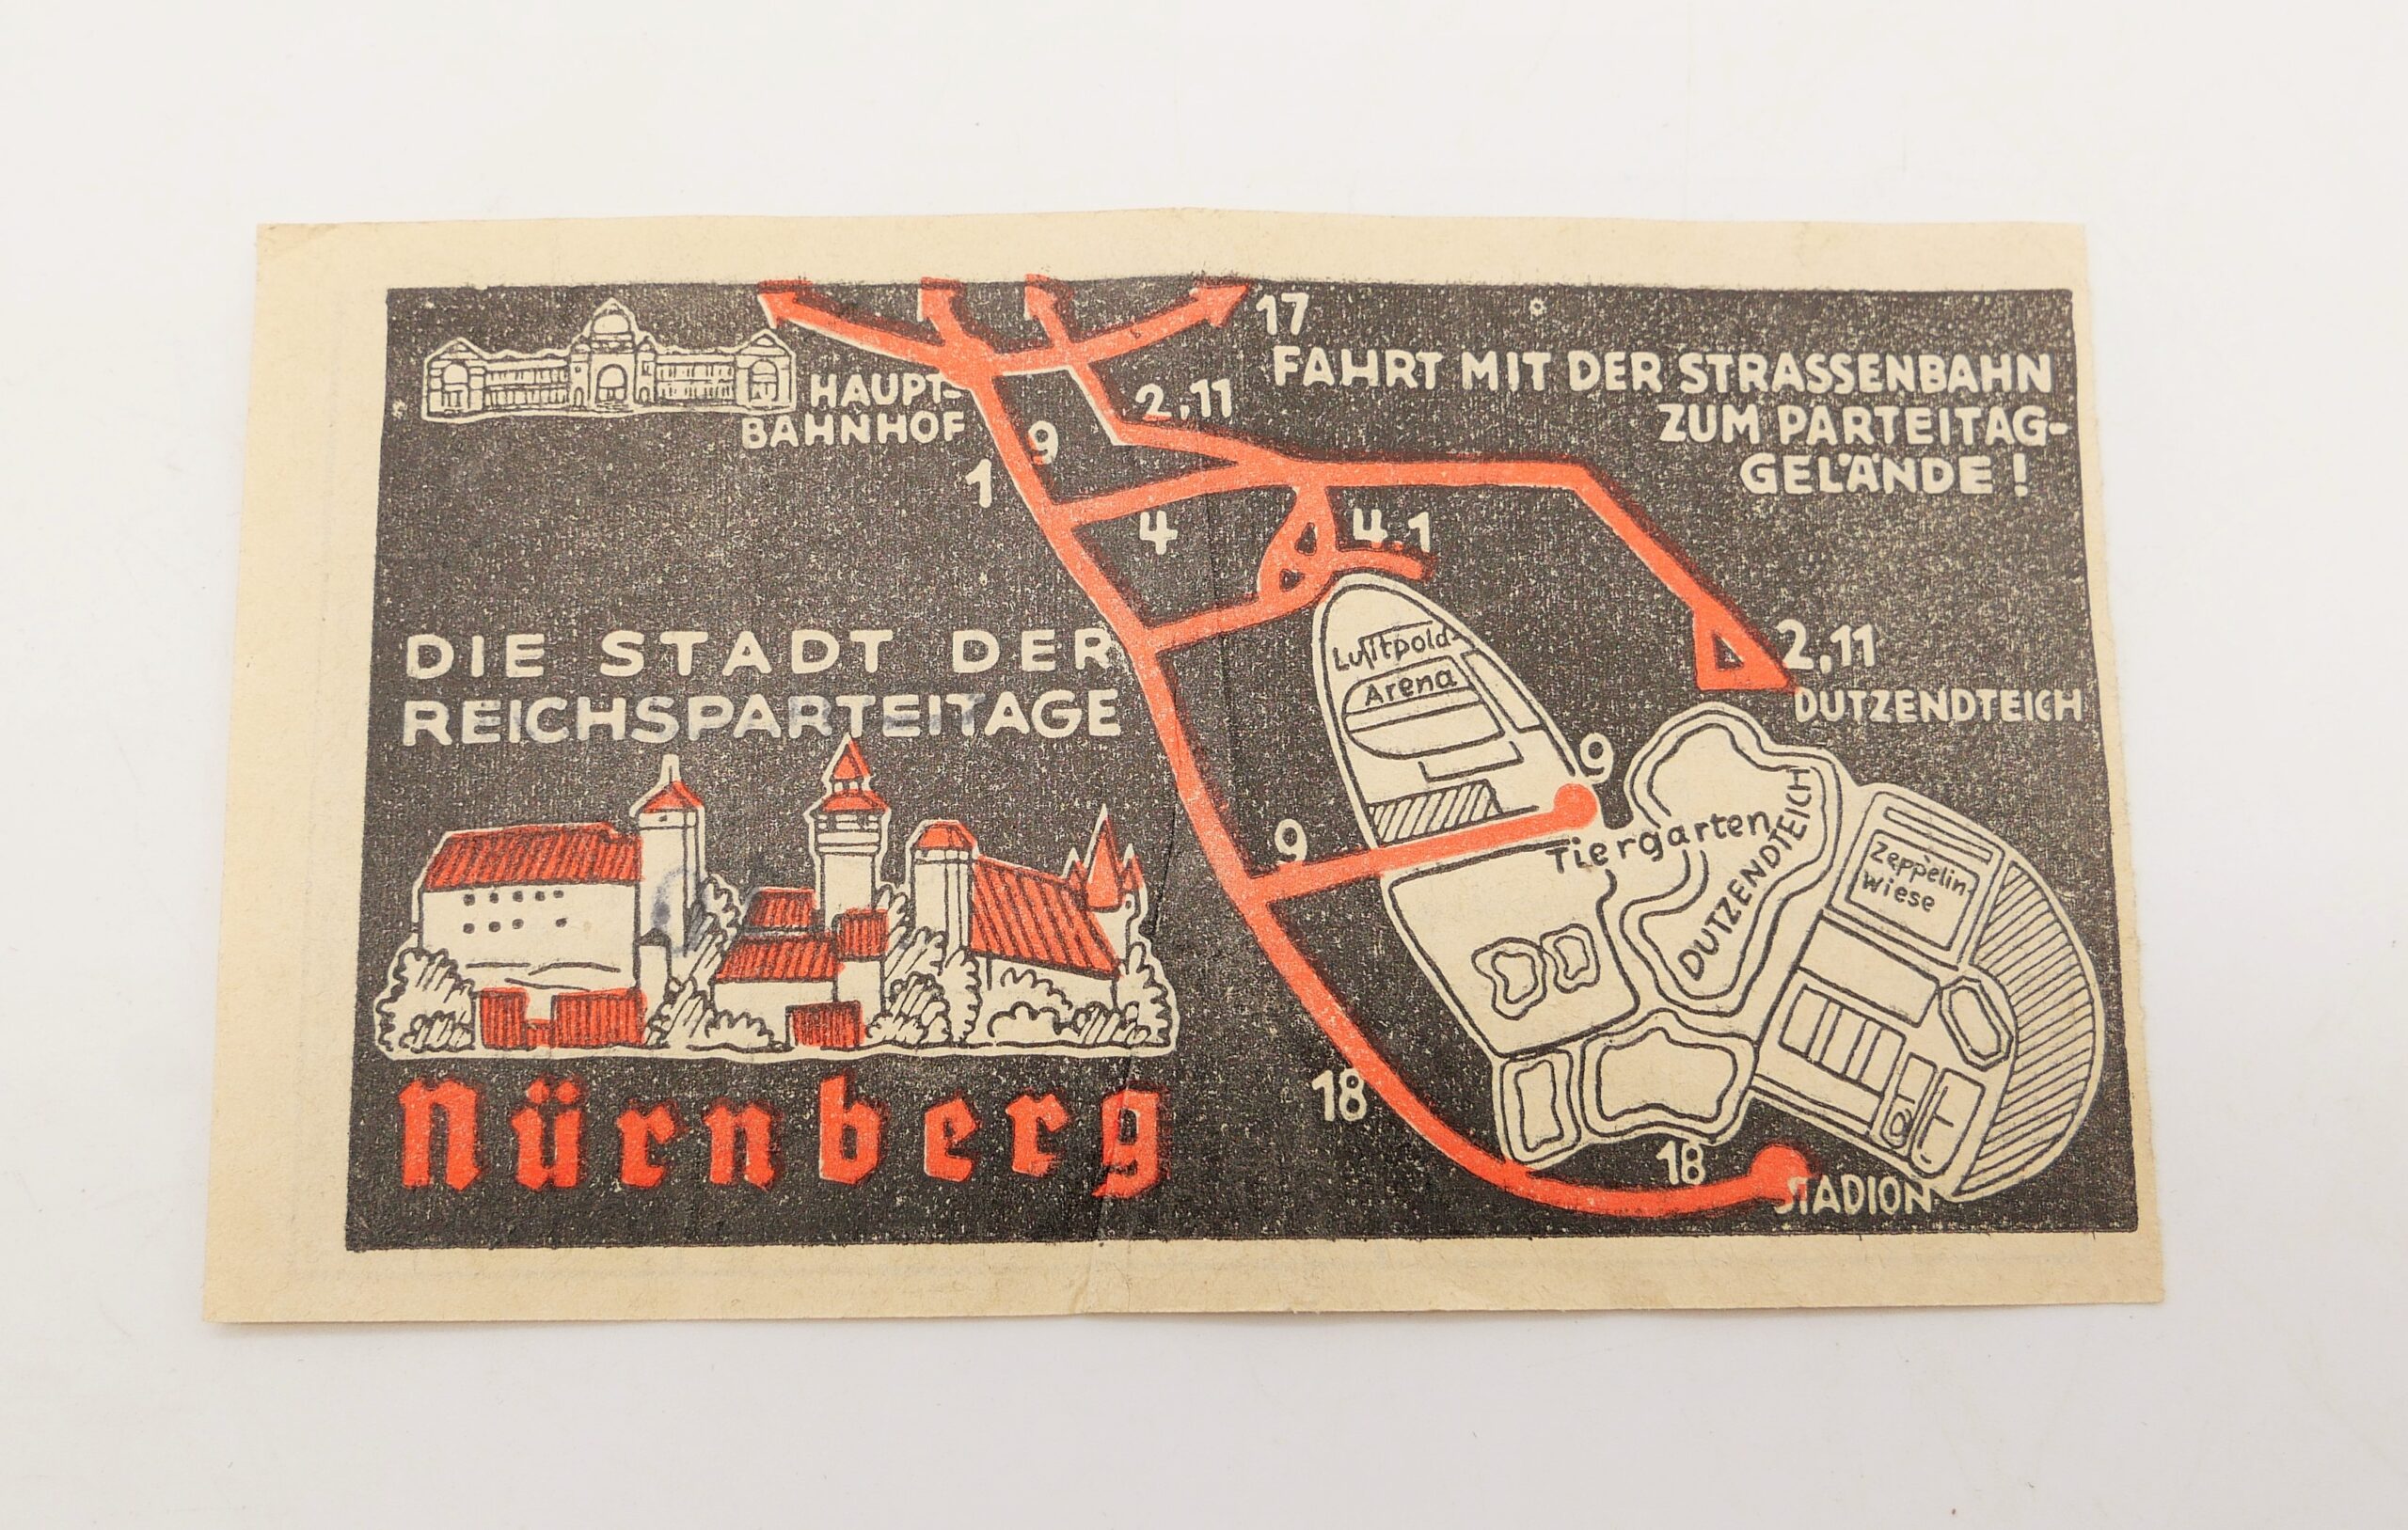 HAUPT-
BAHNHOF
17
FAHRT MIT DER STRASSENBAHN
ZUM PARTEITAG-
GELÄNDE!
2,11
9
1
4
4.1
DIE STADT DER
REICHSPARTEITAGE
Nürnberg
Luitpold-
Arena
2,11
DUTZENDTEICH
9
9
Tiergarten
DUTZENDTEICH
Zeppelin-
Wiese
18
18
STADION